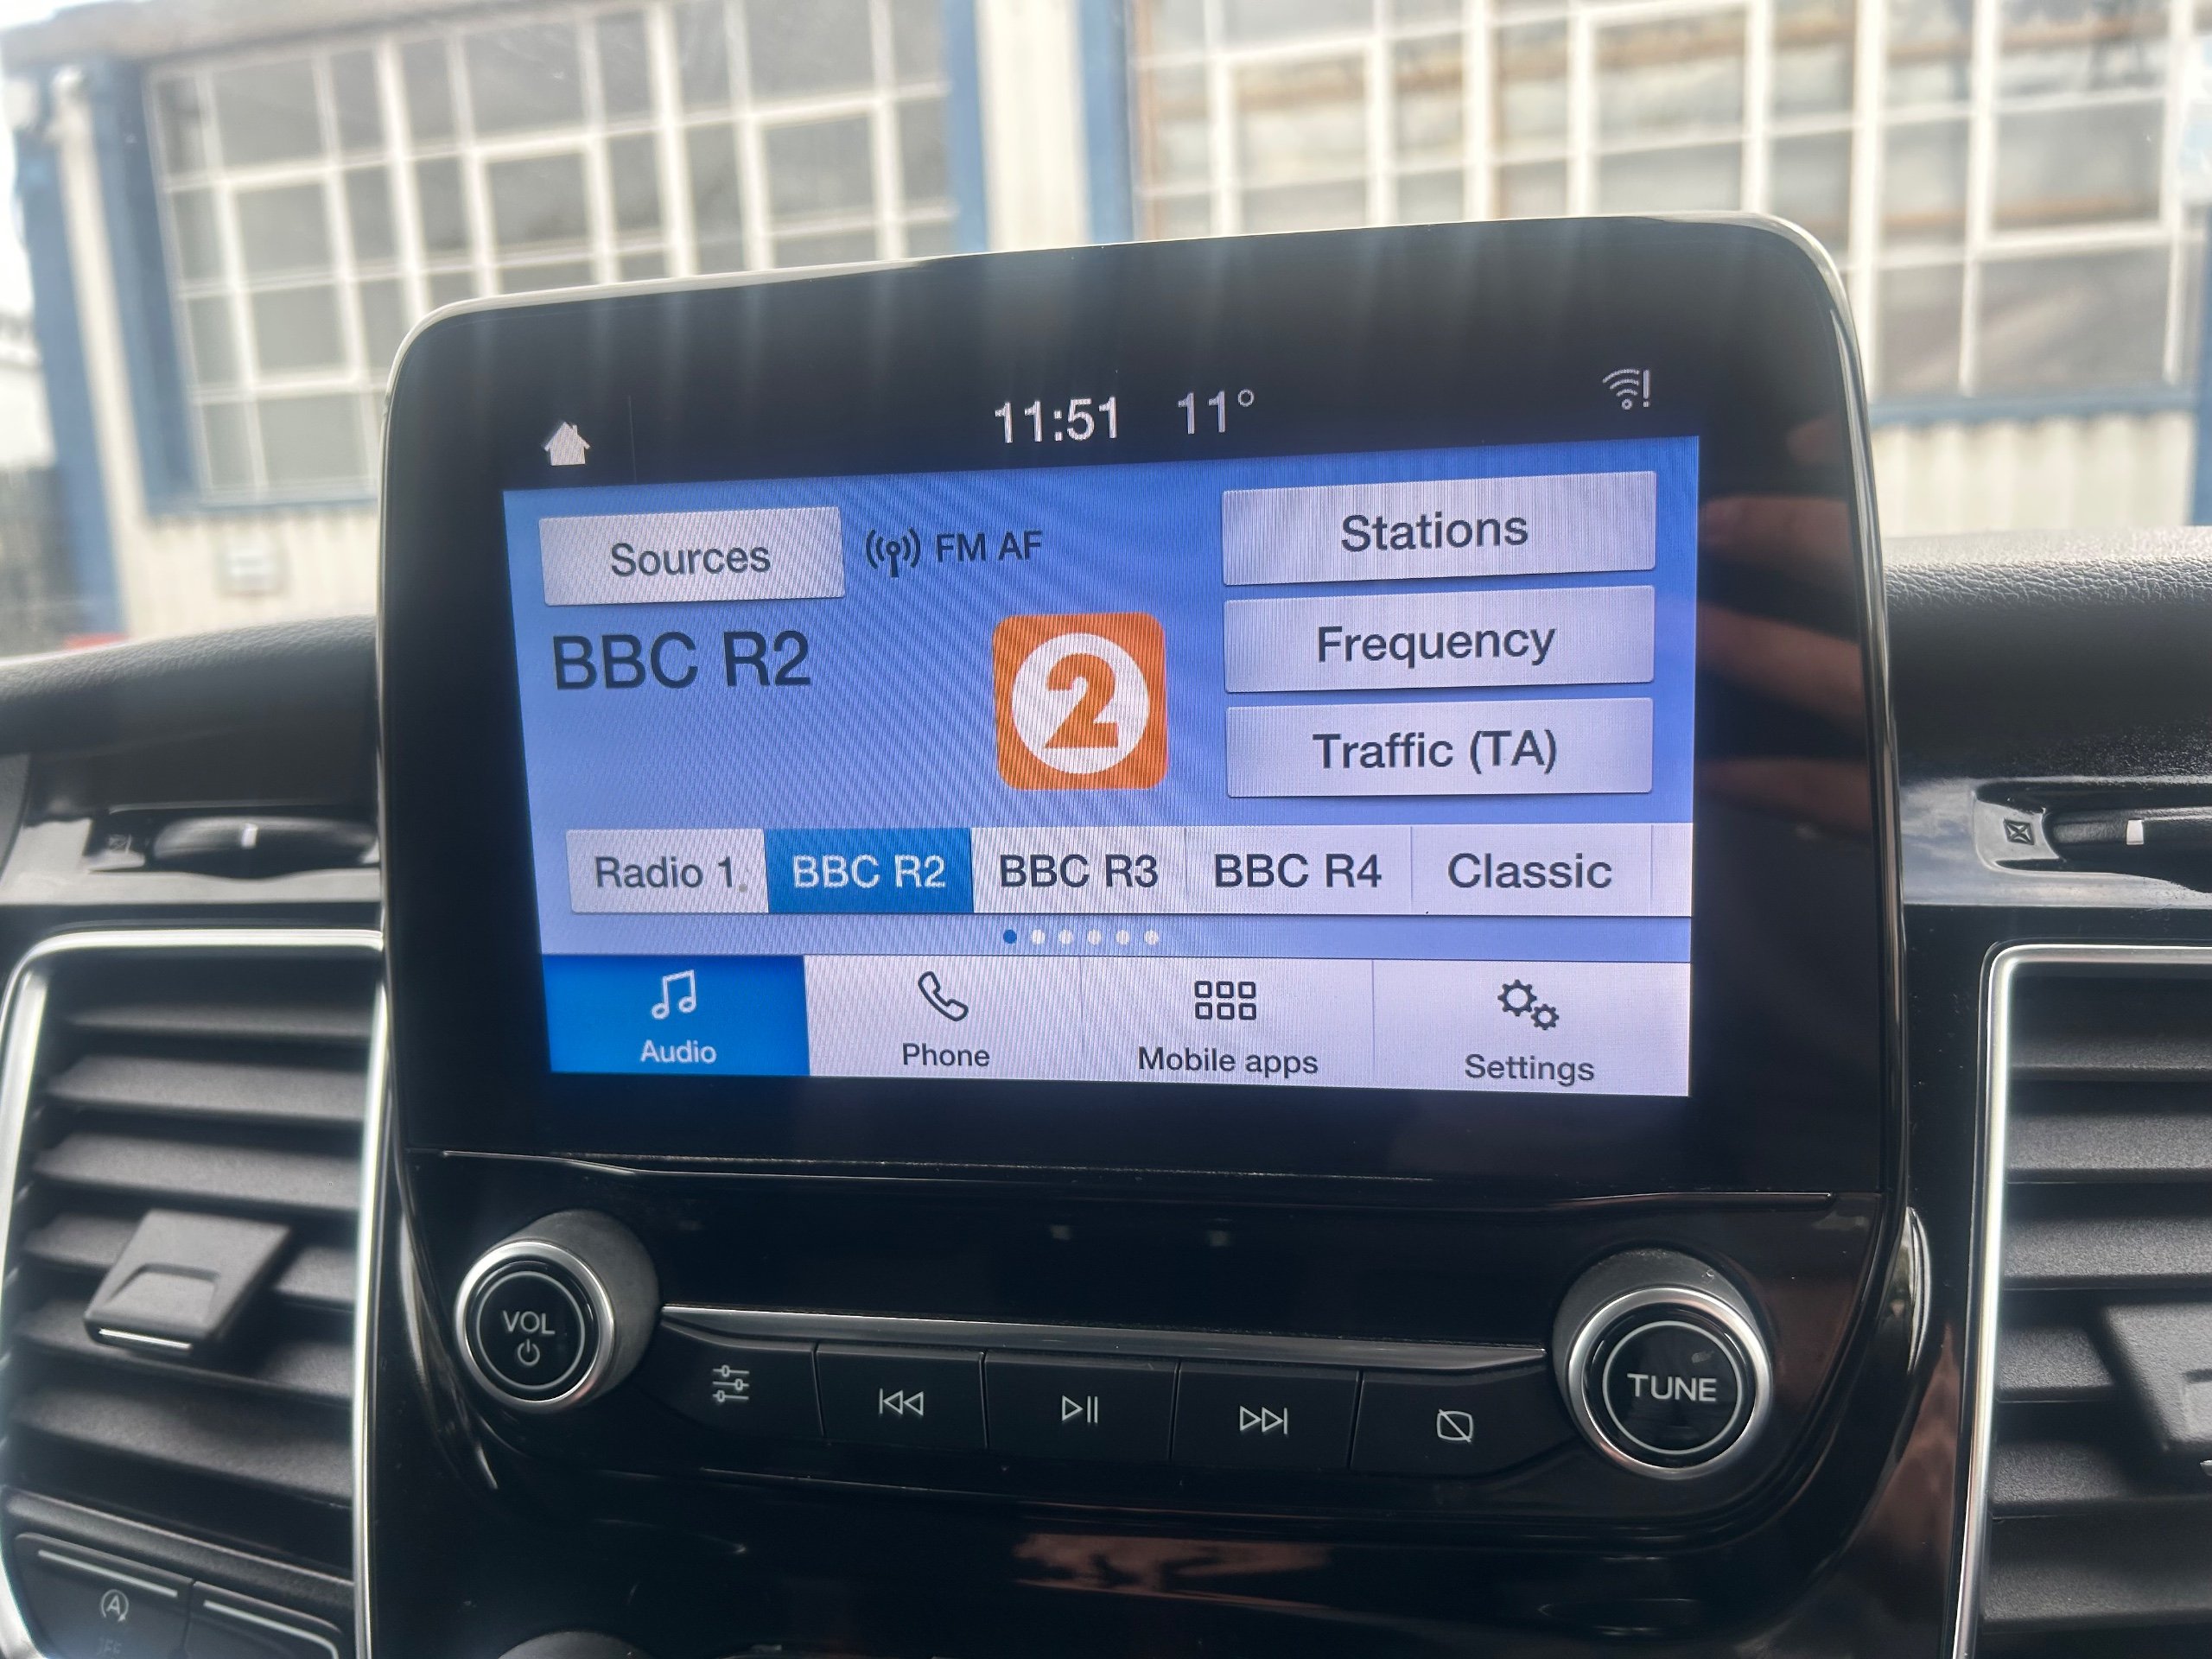 11:51 11°
Sources FM AF Stations
BBC R2 2 Frequency
Traffic (TA)
Radio 1. BBC R2 BBC R3 BBC R4 Classic
Audio Phone Mobile apps Settings
VOL
TUNE
A